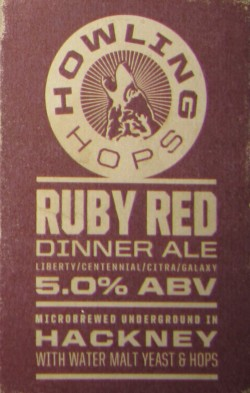 HOWLING
HOPS
RUBY RED
DINNER ALE
LIBERTY/CENTENNIAL/CITRA/GALAXY
5.0% ABV
MICROBREWED UNDERGROUND IN
HACKNEY
WITH WATER MALT YEAST & HOPS